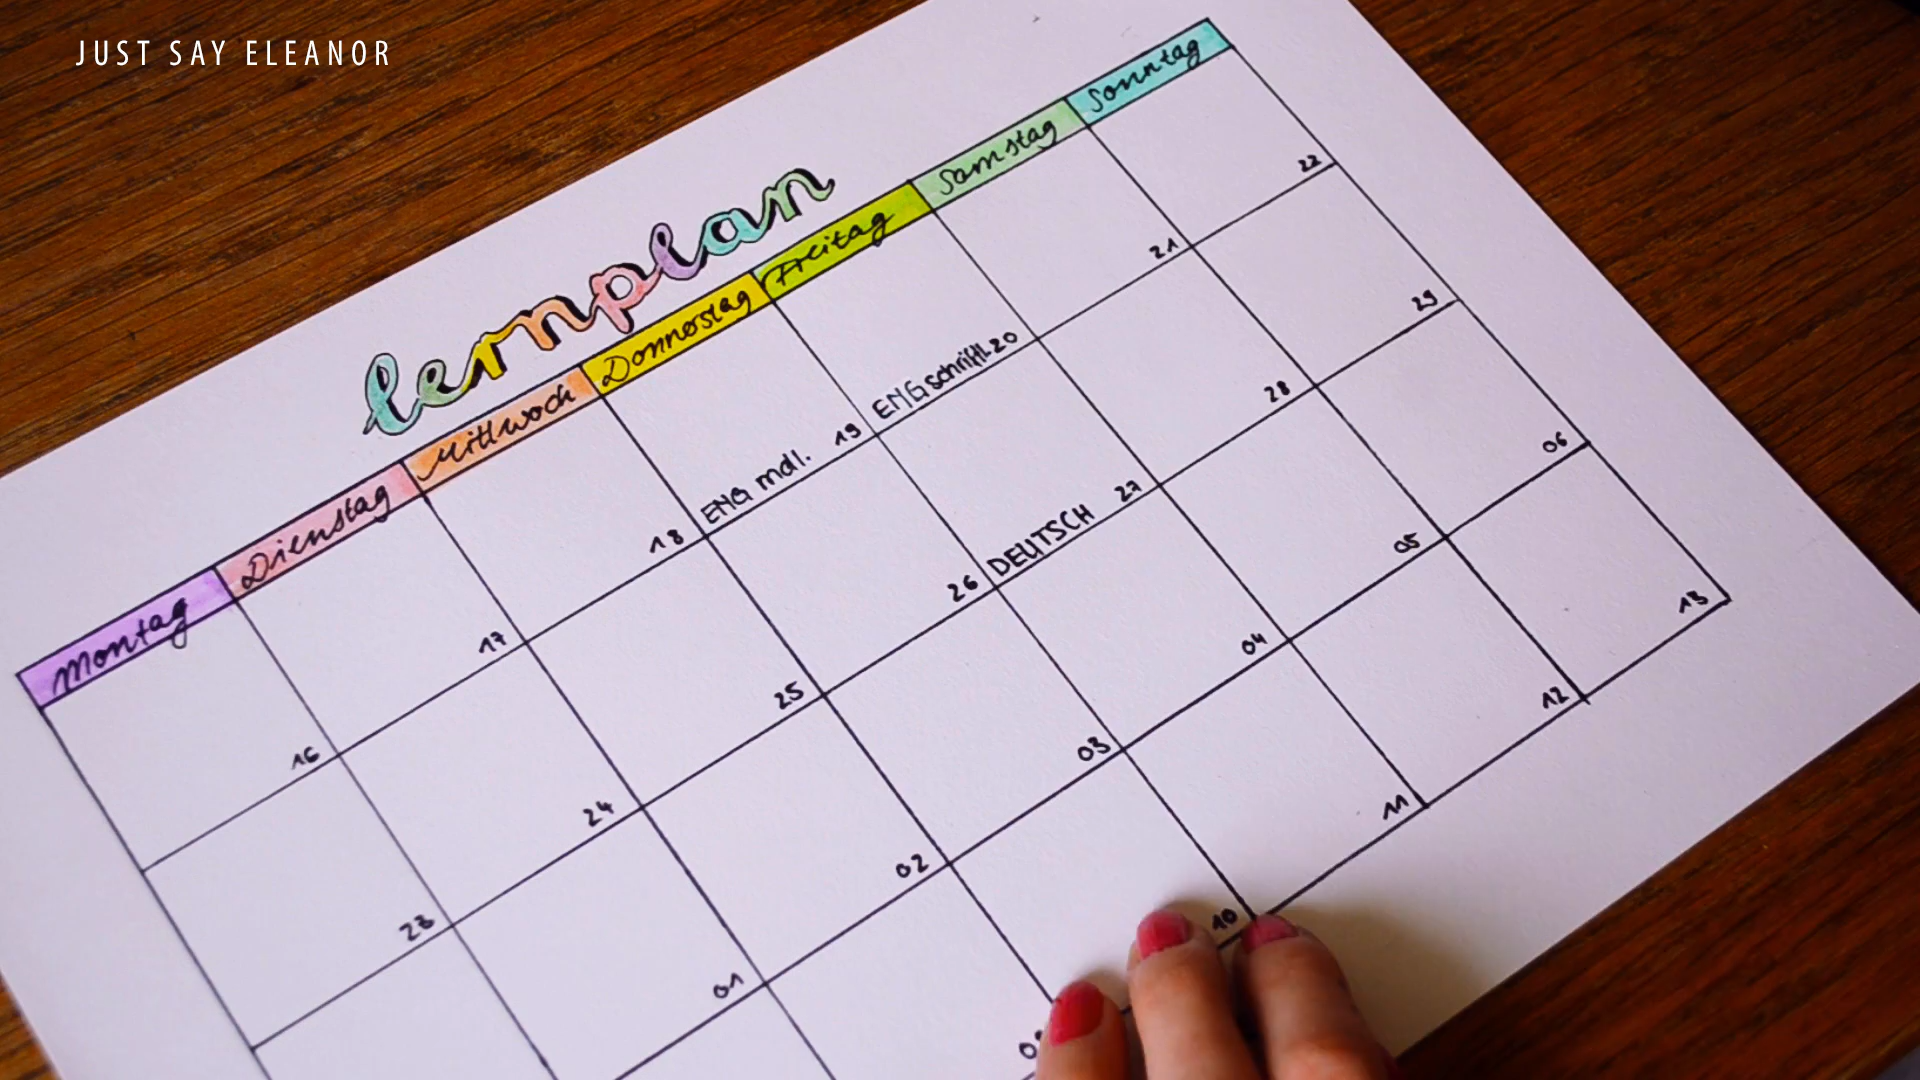 JUST SAY ELEANOR
lernplan
Montag Dienstag Mittwoch Donnerstag Freitag Samstag Sonntag
16 17 18 ENG mdl. 19 ENG schriftl. 20 21 22
23 24 25 26 DEUTSCH 27 28 29
01 02 03 04 05 06
10 11 12 13